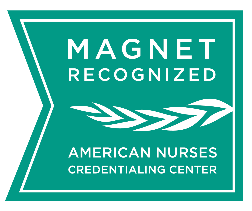 MAGNET
RECOGNIZED
AMERICAN NURSES
CREDENTIALING CENTER